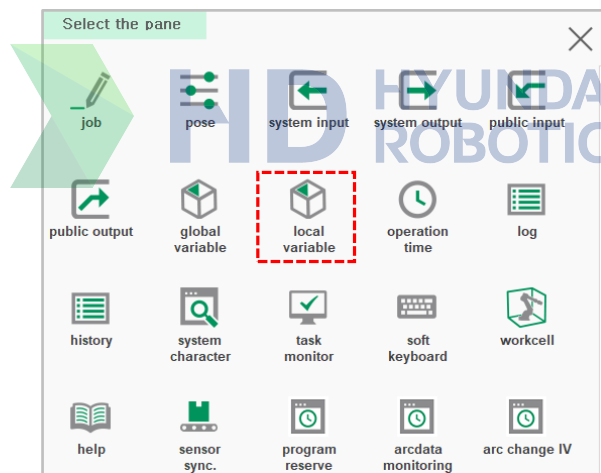 Select the pane
HD HYUNDA
ROBOTIC
job
pose
system input
system output
public input
public output
global
variable
local
variable
operation
time
log
history
system
character
task
monitor
soft
keyboard
workcell
help
sensor
sync.
program
reserve
arcdata
monitoring
arc change IV